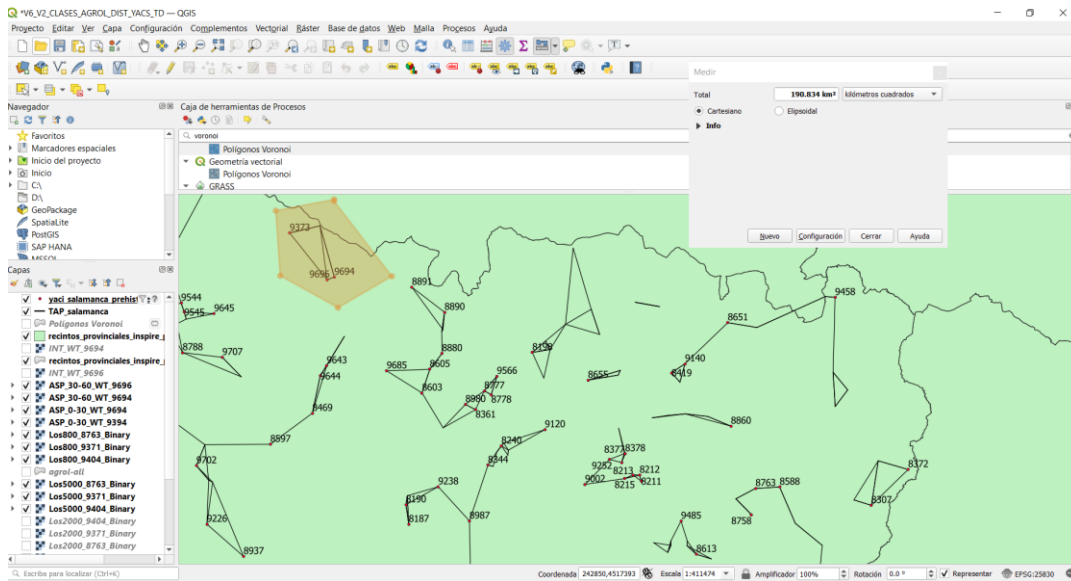 *V6_V2_CLASES_AGROL_DIST_YACS_TD — QGIS
Proyecto Editar Ver Capa Configuración Complementos Vectorial Ráster Base de datos Web Malla Procesos Ayuda
Medir
Total 190.834 km² kilómetros cuadrados
Cartesiano Elipsoidal
Info
Nuevo Configuración Cerrar Ayuda
Navegador
Favoritos
Marcadores espaciales
Inicio del proyecto
Inicio
C:\
D:\
GeoPackage
SpatiaLite
PostGIS
SAP HANA
MSSQL
Caja de herramientas de Procesos
voronoi
Polígonos Voronoi
Geometría vectorial
Polígonos Voronoi
GRASS
Capas
yaci_salamanca_prehist
TAP_salamanca
Polígonos Voronoi
recintos_provinciales_inspire_
INT_WT_9694
recintos_provinciales_inspire_
INT_WT_9696
ASP_30-60_WT_9696
ASP_30-60_WT_9694
ASP_0-30_WT_9694
ASP_0-30_WT_9394
Los800_8763_Binary
Los800_9371_Binary
Los800_9404_Binary
agrol-all
Los5000_8763_Binary
Los5000_9371_Binary
Los5000_9404_Binary
Los2000_9404_Binary
Los2000_9371_Binary
Los2000_8763_Binary
9373
9696 9694
8891
9458
9544
9545 9645
8890
8651
8788 9707
8880
8198
9140
9643
9685 8605
9566
8655
8419
9644
8603
8777
8980 8778
9469
8361
8860
9120
8597
8240
8377 8378
9702
8344
9252 8213 8212
8372
9002 8215 8211
9238
8763 8588
8190
8307
9226
8187
8987
9485
8758
8937
8613
Escriba para localizar (Ctrl+K)
Coordenada 242850,4517393 Escala 1:411474 Amplificador 100% Rotación 0.0 ° Representar EPSG:25830